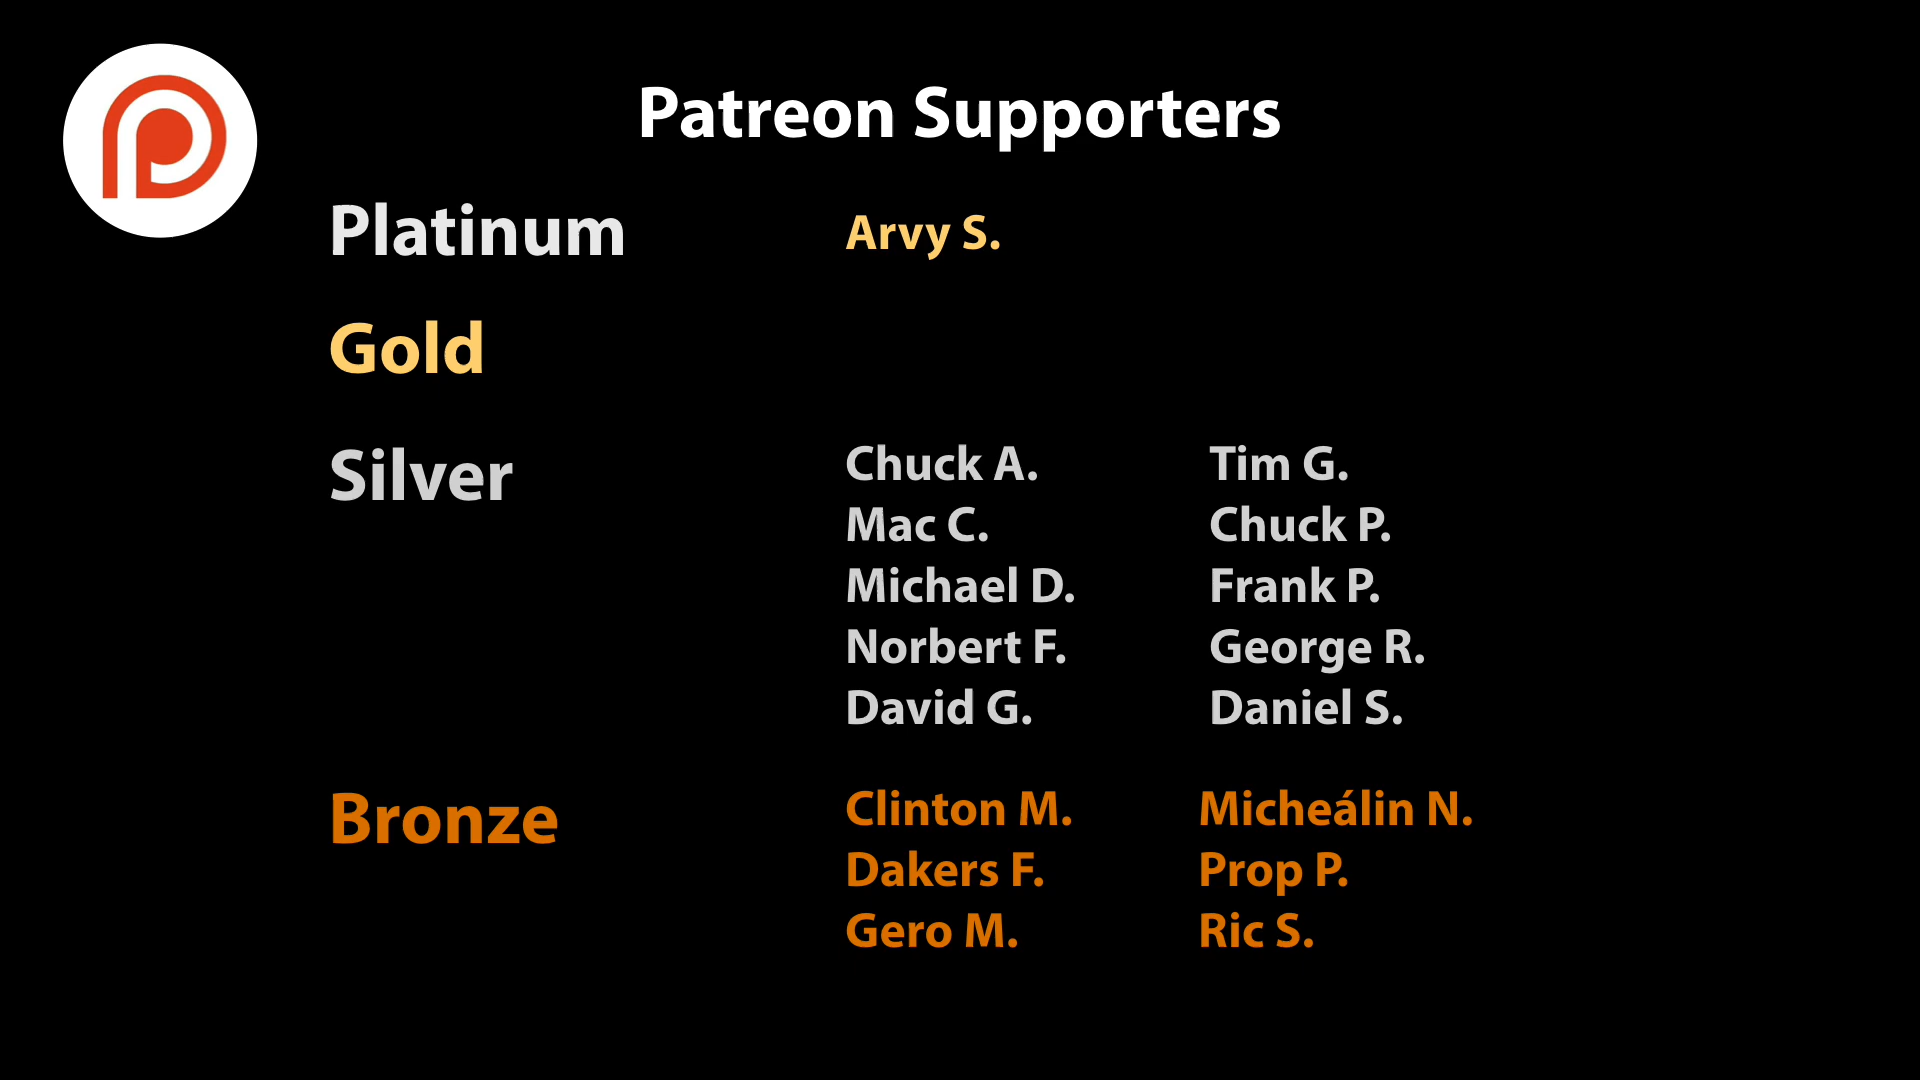 Patreon Supporters
Platinum Arvy S.
Gold
Silver Chuck A. Tim G.
Mac C. Chuck P.
Michael D. Frank P.
Norbert F. George R.
David G. Daniel S.
Bronze Clinton M. Micheálin N.
Dakers F. Prop P.
Gero M. Ric S.